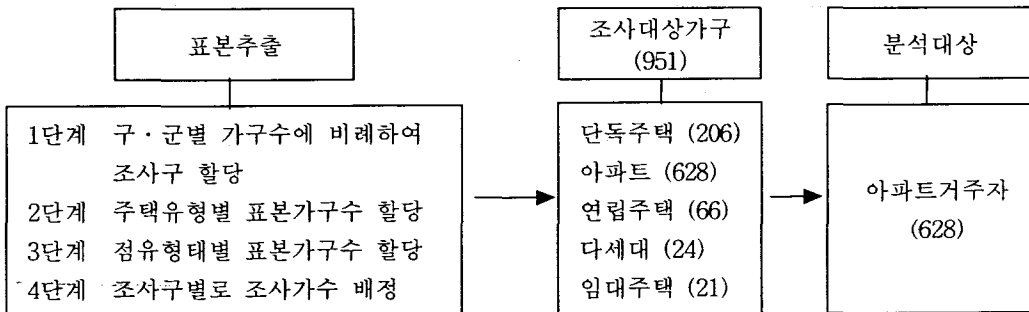 표본추출
1단계 구·군별 가구수에 비례하여
조사구 할당
2단계 주택유형별 표본가구수 할당
3단계 점유형태별 표본가구수 할당
4단계 조사구별로 조사가수 배정
조사대상가구
(951)
단독주택 (206)
아파트 (628)
연립주택 (66)
다세대 (24)
임대주택 (21)
분석대상
아파트거주자
(628)